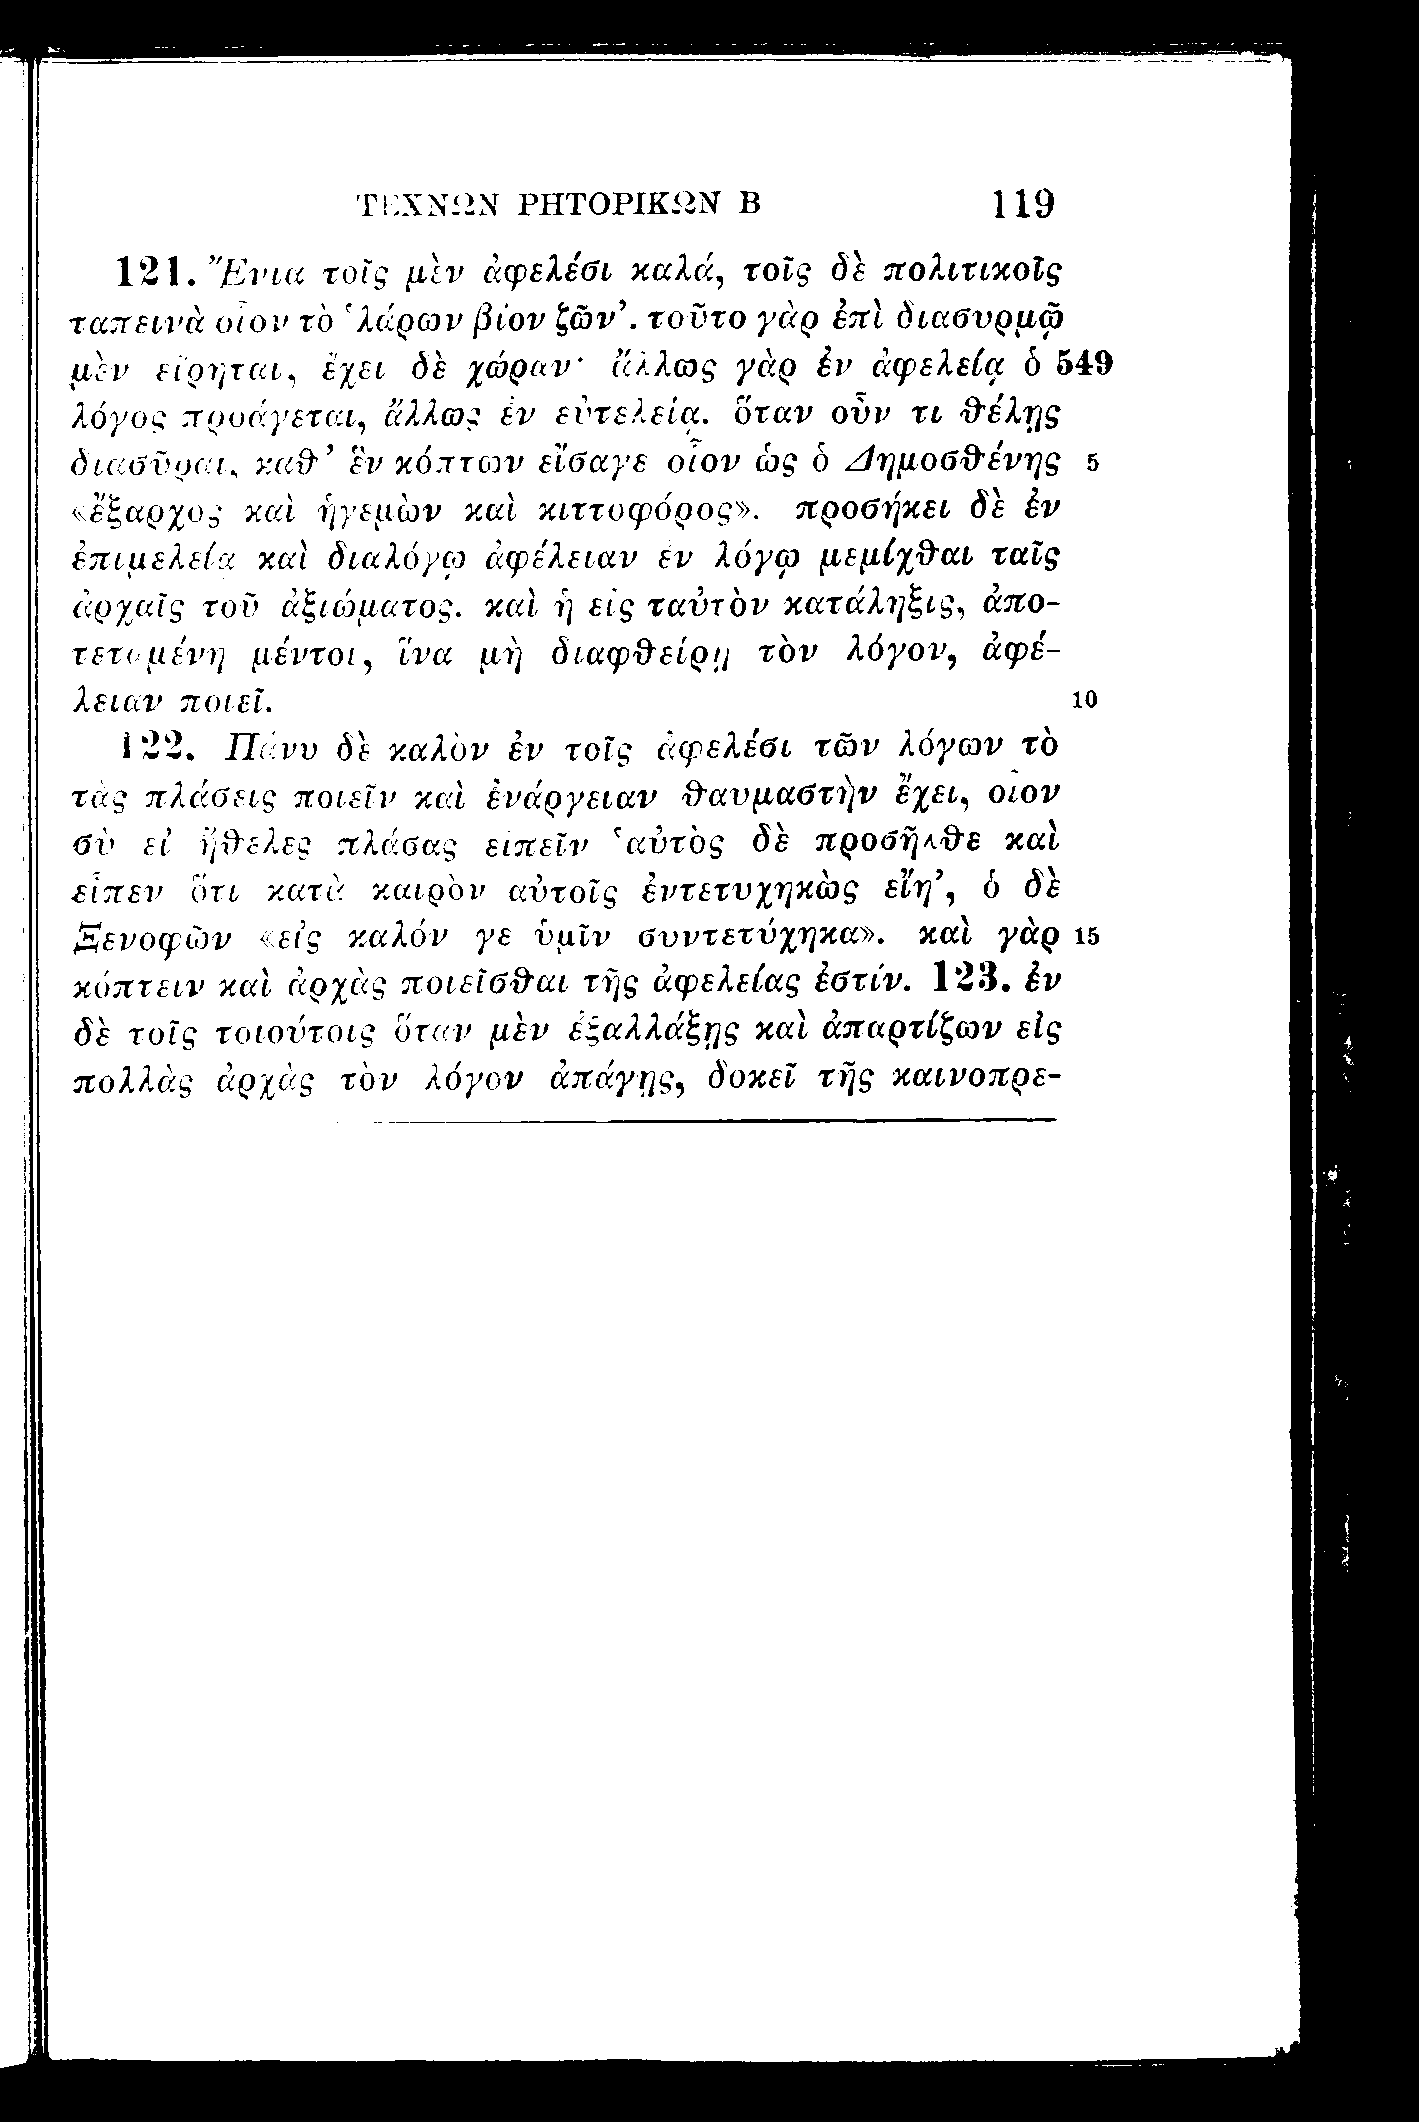 ΤΕΧΝΩΝ ΡΗΤΟΡΙΚΩΝ Β 119
121. Ἔνια τοῖς μὲν ἀφελέσι καλά, τοῖς δὲ πολιτικοῖς
ταπεινὰ οἷον τὸ ‘λάρων βίον ζῶν’. τοῦτο γὰρ ἐπὶ διασυρμῷ
μὲν εἴρηται, ἔχει δὲ χώραν· ἄλλως γὰρ ἐν ἀφελείᾳ ὁ 549
λόγος προάγεται, ἄλλως ἐν εὐτελείᾳ. ὅταν οὖν τι θέλῃς
διασῦραι, καθ’ ἓν κόπτων εἴσαγε οἷον ὡς ὁ Δημοσθένης 5
«ἔξαρχος καὶ ἡγεμὼν καὶ κιττοφόρος». προσήκει δὲ ἐν
ἐπιμελείᾳ καὶ διαλόγῳ ἀφέλειαν ἐν λόγῳ μεμίχθαι ταῖς
ἀρχαῖς τοῦ ἀξιώματος. καὶ ἡ εἰς ταὐτὸν κατάληξις, ἀπο-
τετομένη μέντοι, ἵνα μὴ διαφθείρῃ τὸν λόγον, ἀφέ-
λειαν ποιεῖ. 10
122. Πάνυ δὲ καλὸν ἐν τοῖς ἀφελέσι τῶν λόγων τὸ
τὰς πλάσεις ποιεῖν καὶ ἐνάργειαν θαυμαστὴν ἔχει, οἷον
σὺ εἰ ἤθελες πλάσας εἰπεῖν ‘αὐτὸς δὲ προσῆλθε καὶ
εἶπεν ὅτι κατὰ καιρὸν αὐτοῖς ἐντετυχηκὼς εἴη’, ὁ δὲ
Ξενοφῶν «εἰς καλόν γε ὑμῖν συντετύχηκα». καὶ γὰρ 15
κόπτειν καὶ ἀρχὰς ποιεῖσθαι τῆς ἀφελείας ἐστίν. 123. ἐν
δὲ τοῖς τοιούτοις ὅταν μὲν ἐξαλλάξῃς καὶ ἀπαρτίζων εἰς
πολλὰς ἀρχὰς τὸν λόγον ἀπάγῃς, δοκεῖ τῆς καινοπρε-